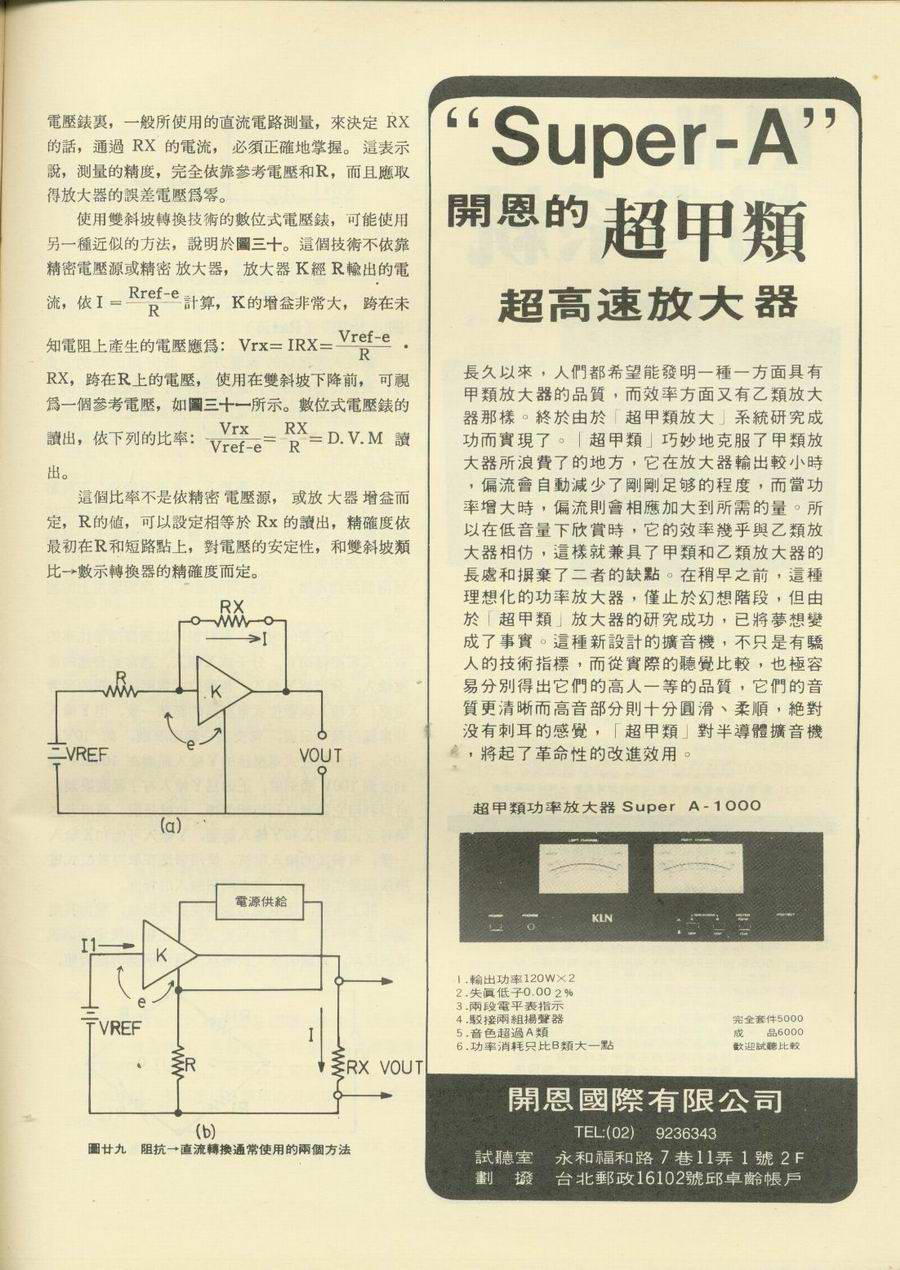 電壓錶裏，一般所使用的直流電路測量，來決定 RX
的話，通過 RX 的電流， 必須正確地掌握。 這表示
說，測量的精度，完全依靠參考電壓和R，而且應取
得放大器的誤差電壓爲零。
使用雙斜坡轉換技術的數位式電壓錶，可能使用
另一種近似的方法，說明於圖三十。這個技術不依靠
精密電壓源或精密 放大器， 放大器 K經 R輸出的電
流，依 I = Rref-e/R 計算，K的增益非常大， 跨在未
知電阻上產生的電壓應爲： Vrx= IRX= Vref-e/R ·
RX，跨在R上的電壓， 使用在雙斜坡下降前， 可視
爲一個參考電壓，如圖三十一所示。數位式電壓錶的
讀出，依下列的比率： Vrx/Vref-e = RX/R = D.V.M 讀
出。
這個比率不是依精密 電壓源， 或放 大器 增益而
定，R的值，可以設定相等於 Rx 的讀出，精確度依
最初在R和短路點上，對電壓的安定性，和雙斜坡類
比→數示轉換器的精確度而定。
RX
I
R
K
e
VREF
VOUT
(a)
電源供給
I1
K
e
VREF
R
I
RX VOUT
(b)
圖廿九 阻抗→直流轉換通常使用的兩個方法
“Super-A”
開恩的 超甲類
超高速放大器
長久以來，人們都希望能發明一種一方面具有
甲類放大器的品質，而效率方面又有乙類放大
器那樣。終於由於「超甲類放大」系統研究成
功而實現了。「超甲類」巧妙地克服了甲類放
大器所浪費了的地方，它在放大器輸出較小時
，偏流會自動減少了剛剛足够的程度，而當功
率增大時，偏流則會相應加大到所需的量。所
以在低音量下欣賞時，它的效率幾乎與乙類放
大器相仿，這樣就兼具了甲類和乙類放大器的
長處和摒棄了二者的缺點。在稍早之前，這種
理想化的功率放大器，僅止於幻想階段，但由
於「超甲類」放大器的研究成功，已將夢想變
成了事實。這種新設計的擴音機，不只是有驕
人的技術指標，而從實際的聽覺比較，也極容
易分別得出它們的高人一等的品質，它們的音
質更清晰而高音部分則十分圓滑、柔順，絶對
没有刺耳的感覺，「超甲類」對半導體擴音機
，將起了革命性的改進效用。
超甲類功率放大器 Super A-1000
KLN
1.輸出功率120W×2
2.失眞低子0.002%
3.兩段電平表指示
4.駁接兩組揚聲器
5.音色超過A類
6.功率消耗只比B類大一點
完全套件5000
成 品6000
歡迎試聽比較
開恩國際有限公司
TEL:(02) 9236343
試聽室 永和福和路7巷11弄1號2F
劃 撥 台北郵政16102號邱卓齡帳戶